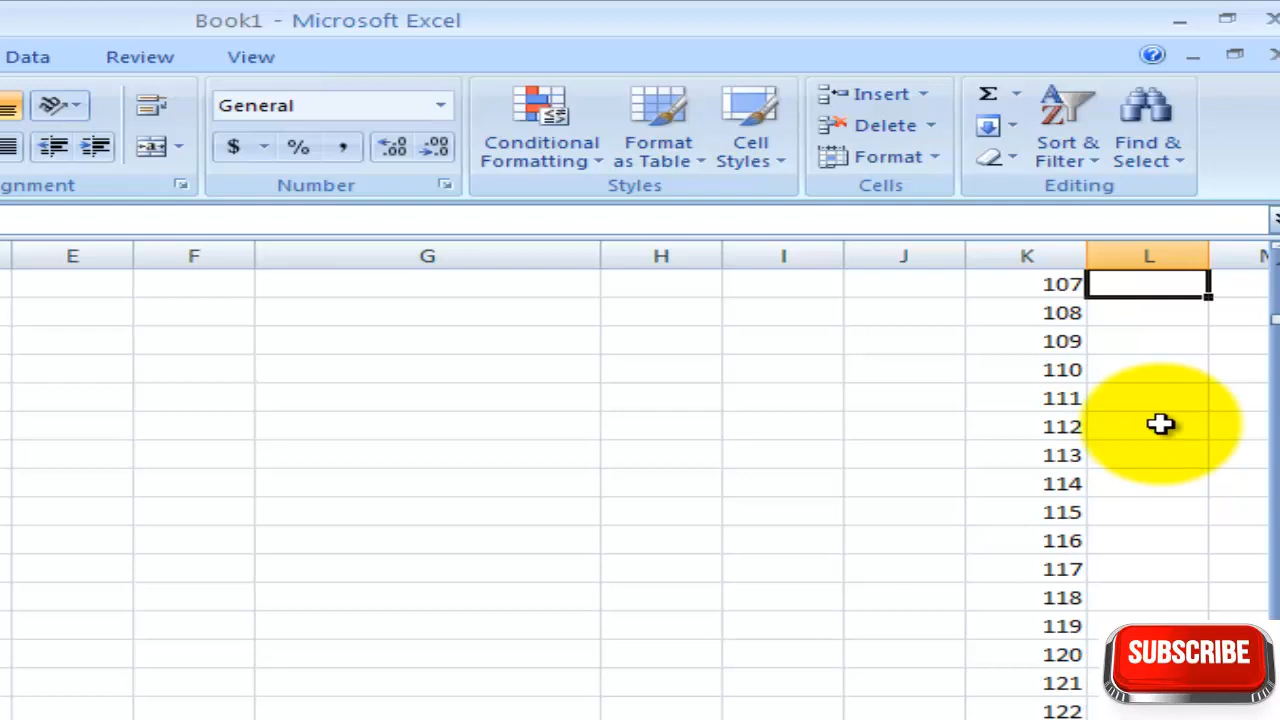 Book1 - Microsoft Excel
Data Review View
General
$ % ,
Conditional Formatting
Format as Table
Cell Styles
Insert
Delete
Format
Σ
Sort & Filter
Find & Select
gnment Number Styles Cells Editing
E F G H I J K L
107
108
109
110
111
112
113
114
115
116
117
118
119
120
121
122
SUBSCRIBE